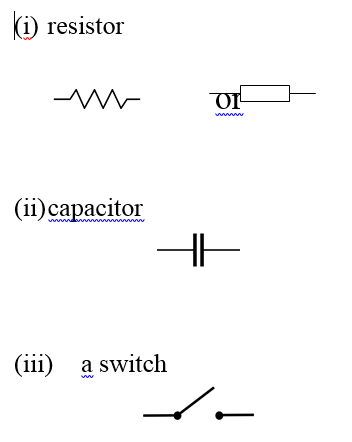 (i) resistor
or
(ii) capacitor
(iii) a switch